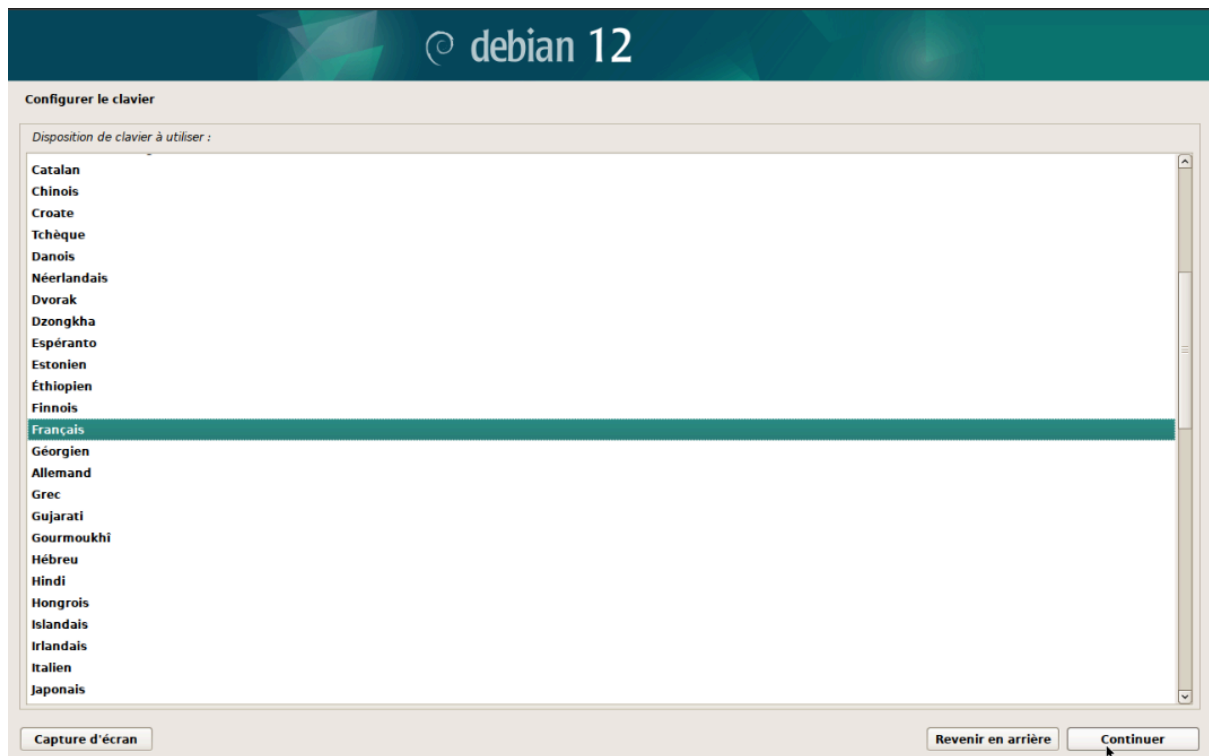 debian 12
Configurer le clavier
Disposition de clavier à utiliser :
Catalan
Chinois
Croate
Tchèque
Danois
Néerlandais
Dvorak
Dzongkha
Espéranto
Estonien
Éthiopien
Finnois
Français
Géorgien
Allemand
Grec
Gujarati
Gourmoukhî
Hébreu
Hindi
Hongrois
Islandais
Irlandais
Italien
Japonais
Capture d'écran
Revenir en arrière
Continuer